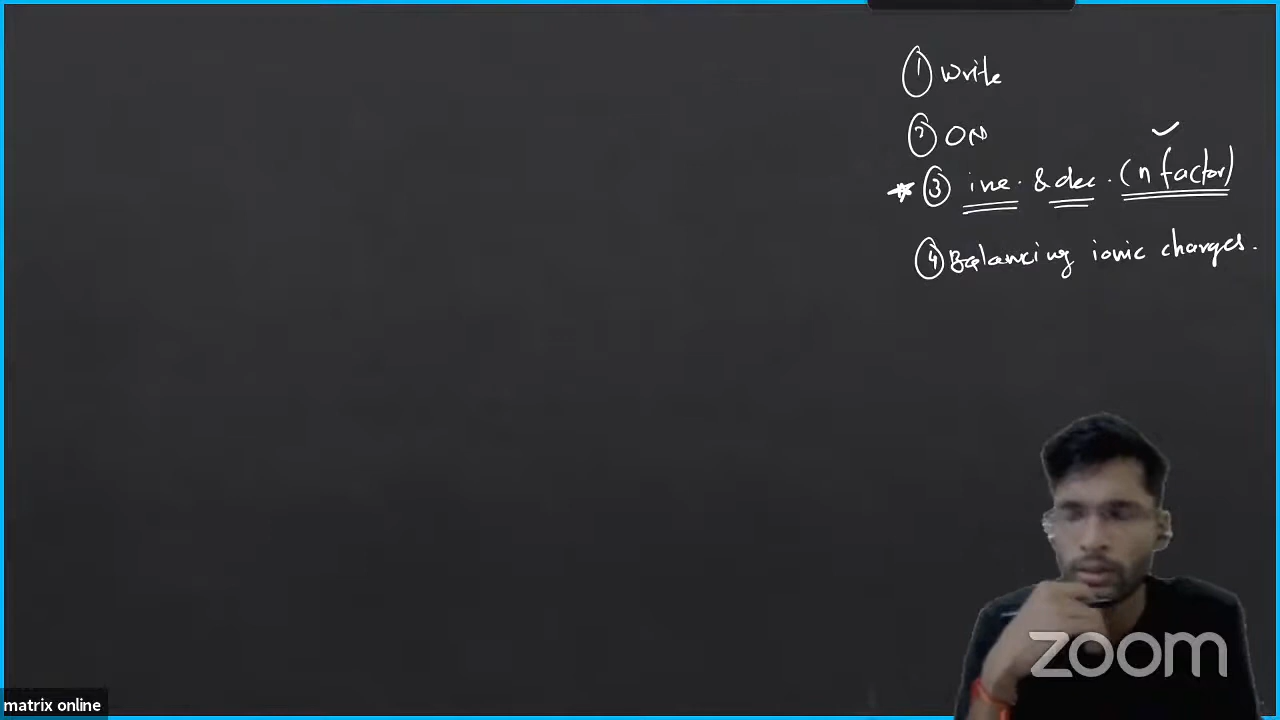 ① Write
② ON
③ inc. & dec. (n factor)
④ Balancing ionic charges.
zoom
matrix online